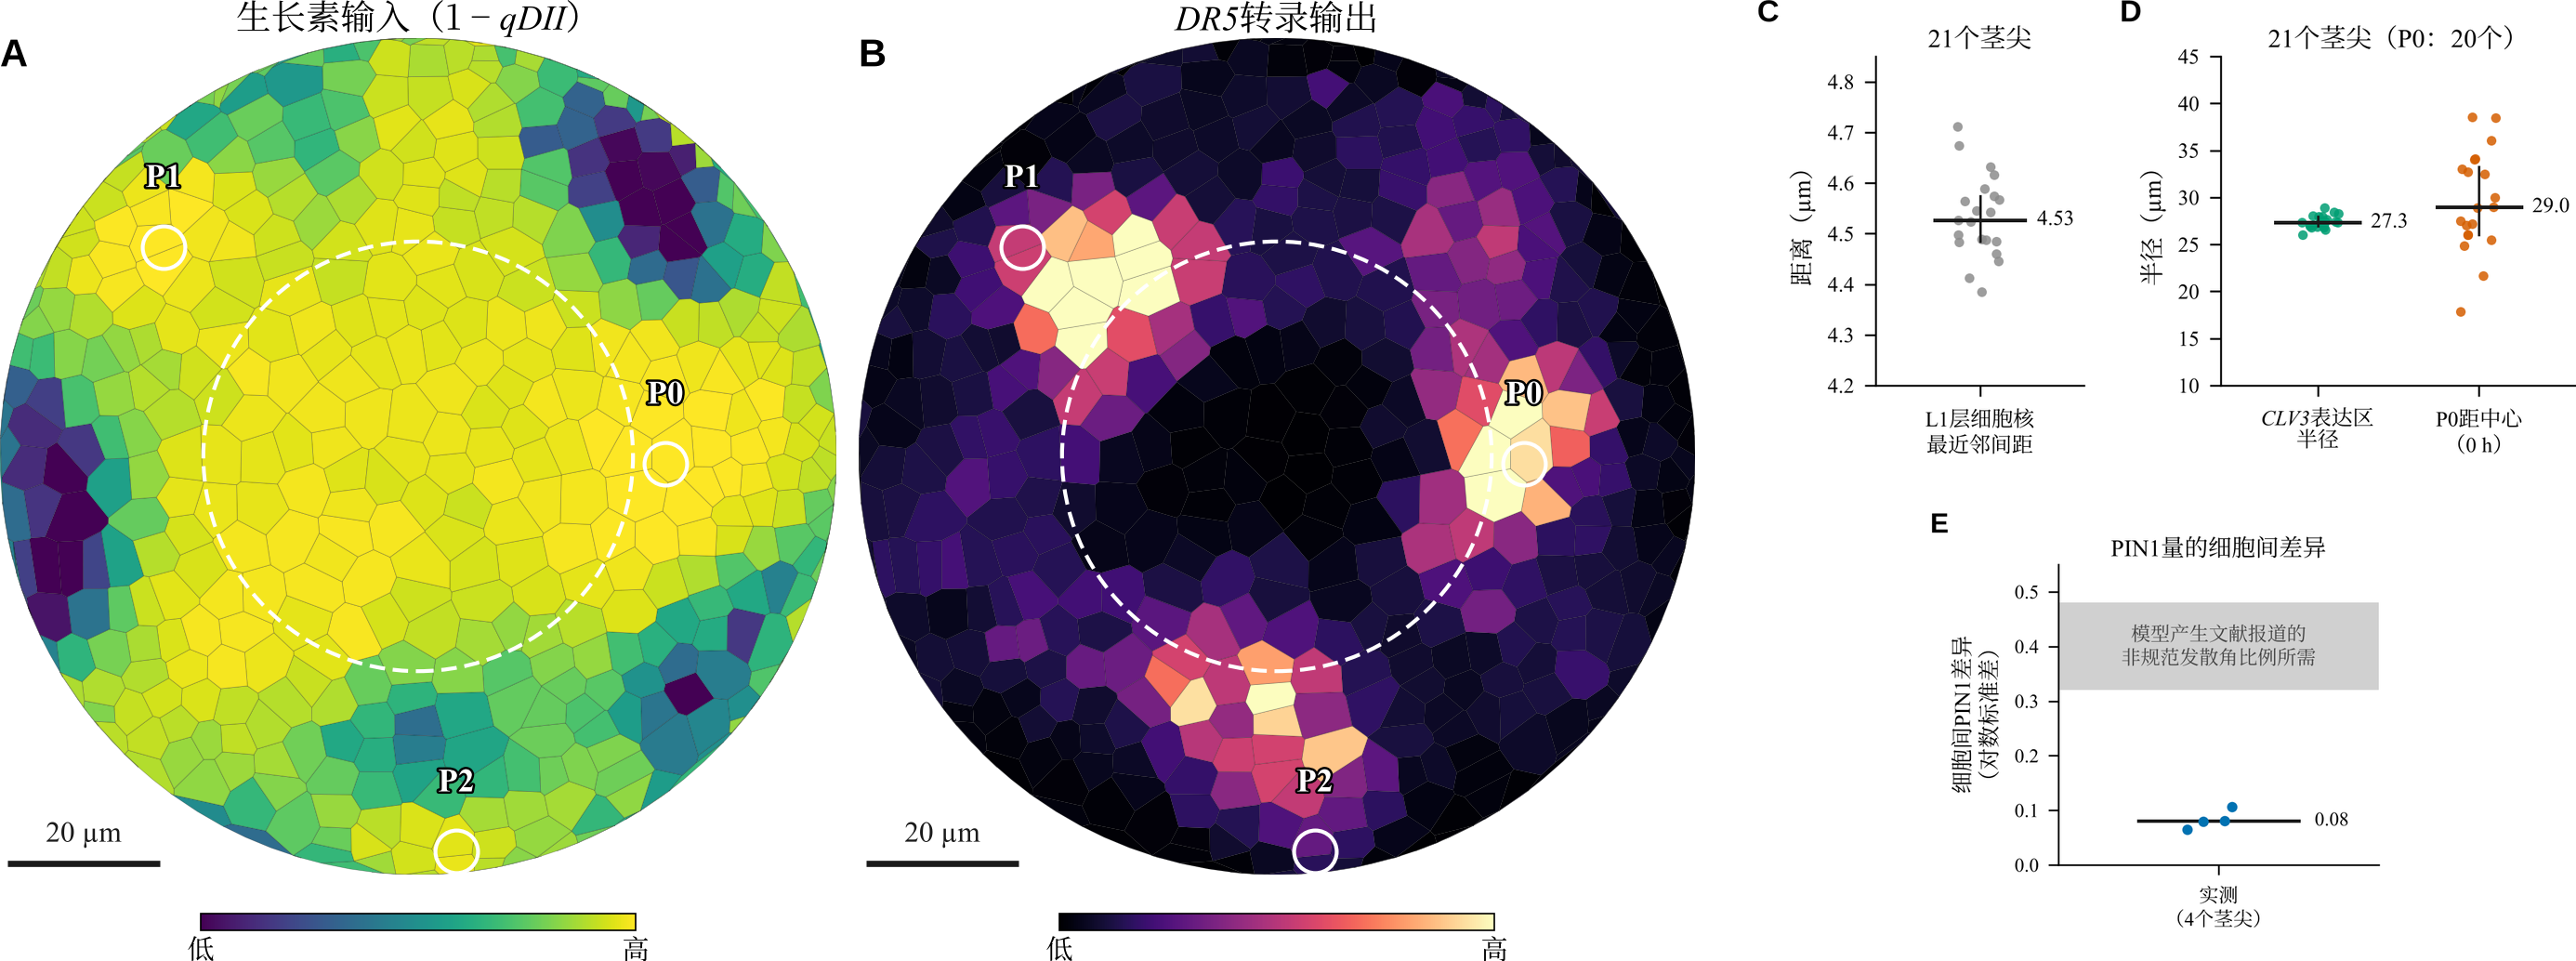 A
生长素输入（1 − qDII）
P1
P0
P2
20 µm
低
高
B
DR5转录输出
P1
P0
P2
20 µm
低
高
C
21个茎尖
距离（µm）
4.8
4.7
4.6
4.5
4.4
4.3
4.2
4.53
L1层细胞核
最近邻间距
D
21个茎尖（P0：20个）
半径（µm）
45
40
35
30
25
20
15
10
27.3
29.0
CLV3表达区
半径
P0距中心
（0 h）
E
PIN1量的细胞间差异
细胞间PIN1差异
（对数标准差）
0.5
0.4
0.3
0.2
0.1
0.0
模型产生文献报道的
非规范发散角比例所需
0.08
实测
（4个茎尖）